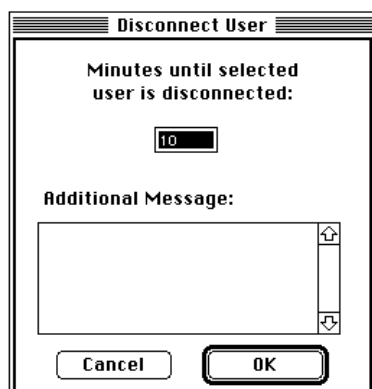 Disconnect User
Minutes until selected
user is disconnected:
10
Additional Message:
Cancel
OK